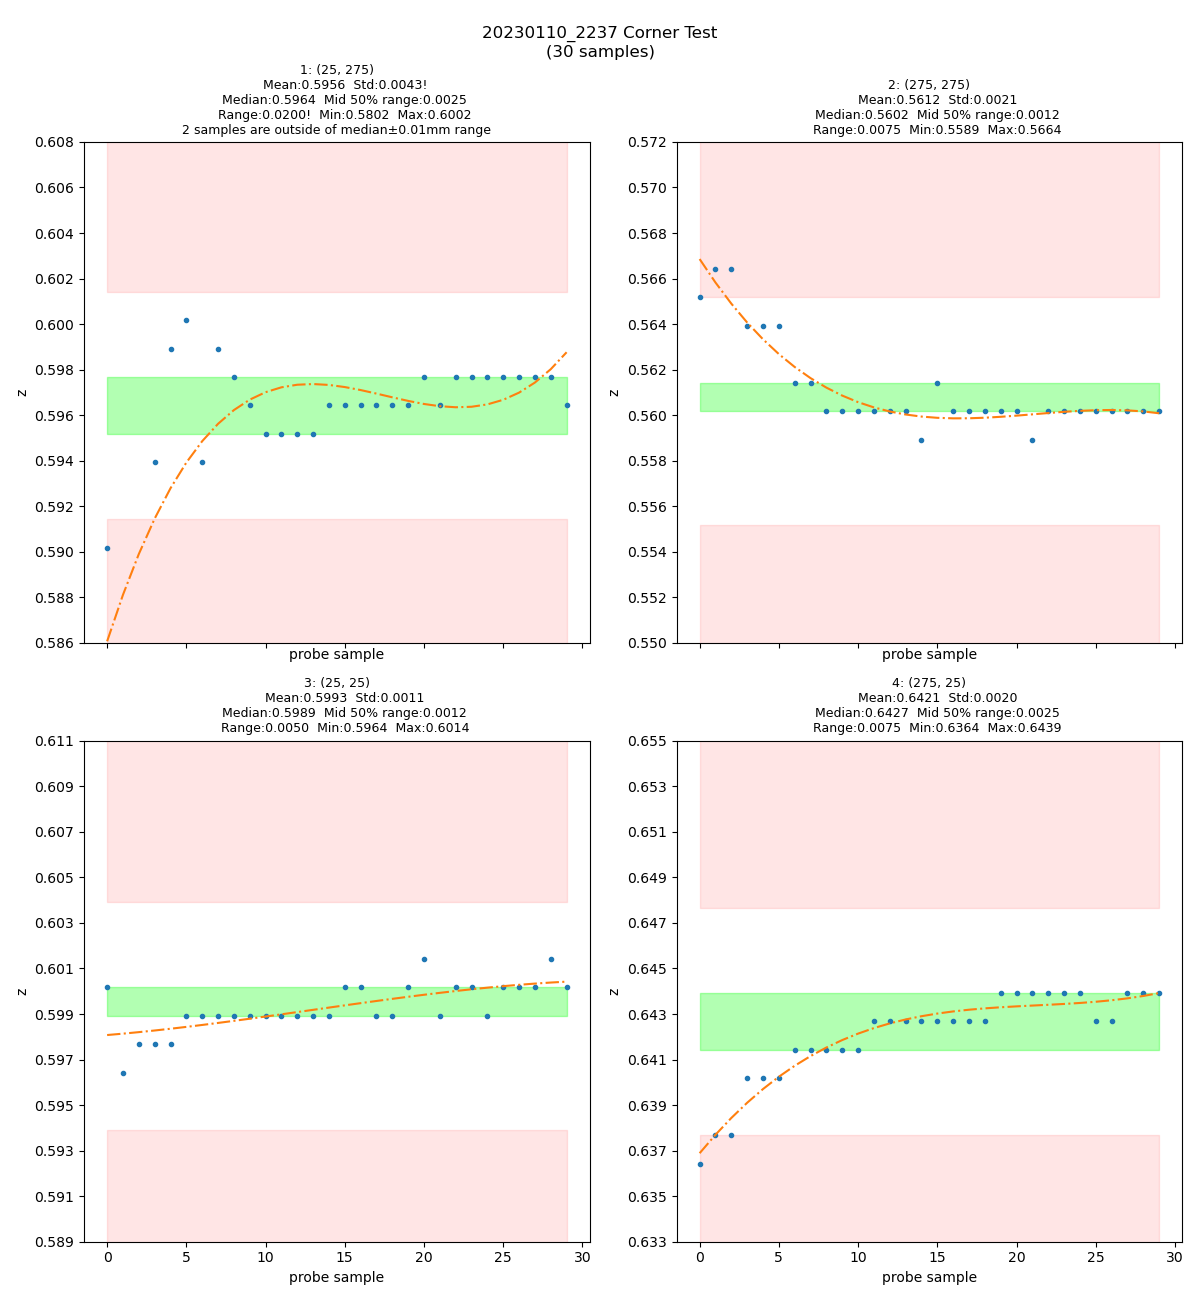 20230110_2237 Corner Test
(30 samples)
1: (25, 275)
Mean:0.5956  Std:0.0043!
Median:0.5964  Mid 50% range:0.0025
Range:0.0200!  Min:0.5802  Max:0.6002
2 samples are outside of median±0.01mm range
0.608
0.606
0.604
0.602
0.600
0.598
0.596
0.594
0.592
0.590
0.588
0.586
z
probe sample
2: (275, 275)
Mean:0.5612  Std:0.0021
Median:0.5602  Mid 50% range:0.0012
Range:0.0075  Min:0.5589  Max:0.5664
0.572
0.570
0.568
0.566
0.564
0.562
0.560
0.558
0.556
0.554
0.552
0.550
z
probe sample
3: (25, 25)
Mean:0.5993  Std:0.0011
Median:0.5989  Mid 50% range:0.0012
Range:0.0050  Min:0.5964  Max:0.6014
0.611
0.609
0.607
0.605
0.603
0.601
0.599
0.597
0.595
0.593
0.591
0.589
z
0 5 10 15 20 25 30
probe sample
4: (275, 25)
Mean:0.6421  Std:0.0020
Median:0.6427  Mid 50% range:0.0025
Range:0.0075  Min:0.6364  Max:0.6439
0.655
0.653
0.651
0.649
0.647
0.645
0.643
0.641
0.639
0.637
0.635
0.633
z
0 5 10 15 20 25 30
probe sample